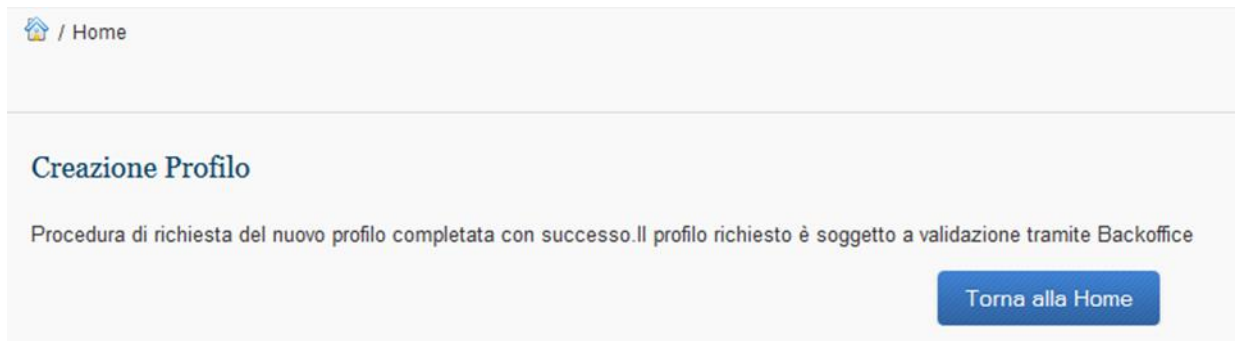 / Home
Creazione Profilo
Procedura di richiesta del nuovo profilo completata con successo.Il profilo richiesto è soggetto a validazione tramite Backoffice
Torna alla Home